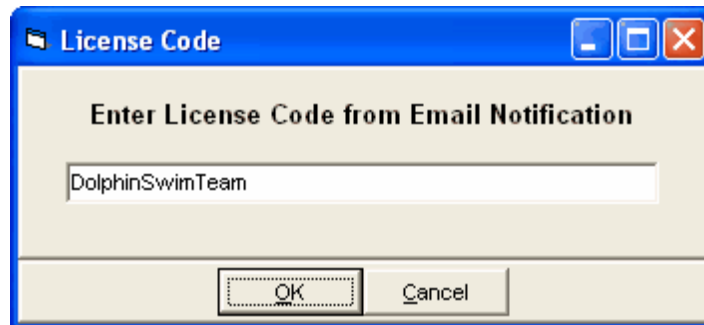 License Code
Enter License Code from Email Notification
DolphinSwimTeam
OK
Cancel